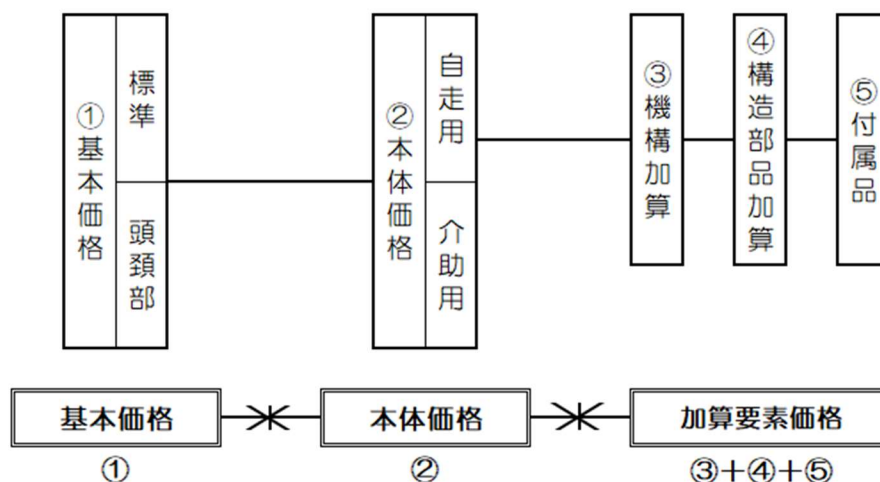 ①基本価格
標準
頭頚部
②本体価格
自走用
介助用
③機構加算
④構造部品加算
⑤付属品
基本価格
本体価格
加算要素価格
①
②
③+④+⑤